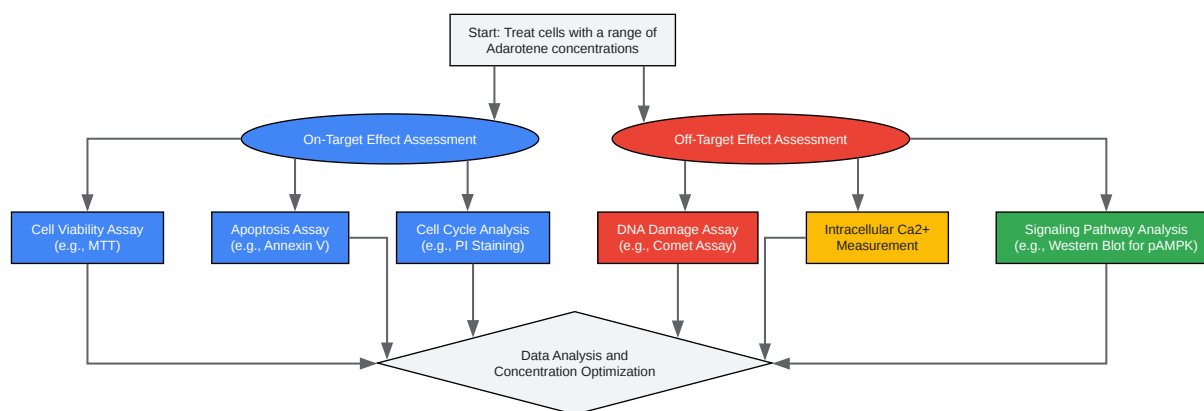 Start: Treat cells with a range of
Adarotene concentrations
On-Target Effect Assessment
Off-Target Effect Assessment
Cell Viability Assay
(e.g., MTT)
Apoptosis Assay
(e.g., Annexin V)
Cell Cycle Analysis
(e.g., PI Staining)
DNA Damage Assay
(e.g., Comet Assay)
Intracellular Ca2+
Measurement
Signaling Pathway Analysis
(e.g., Western Blot for pAMPK)
Data Analysis and
Concentration Optimization